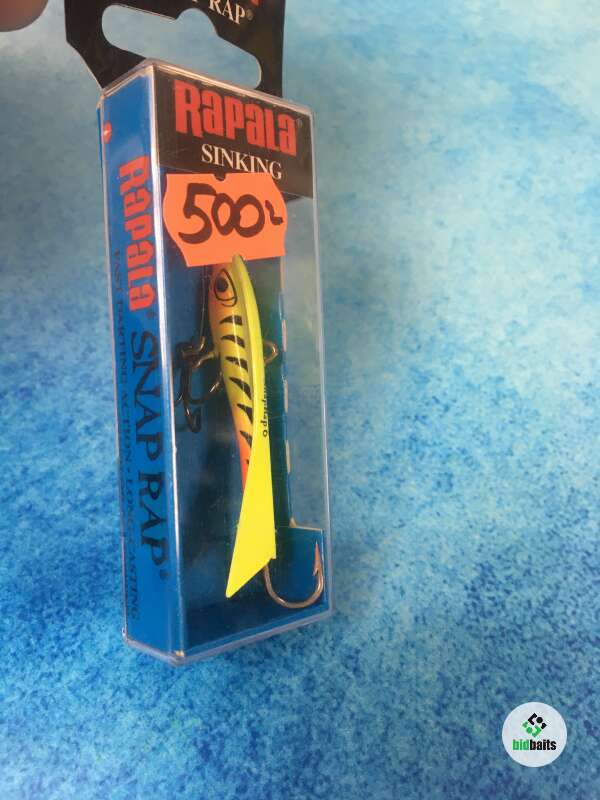 RAP®
RAPALA®
SINKING
500
RAPALA® SNAP RAP®
FAST DARTING ACTION • LONG CASTING
bidbaits